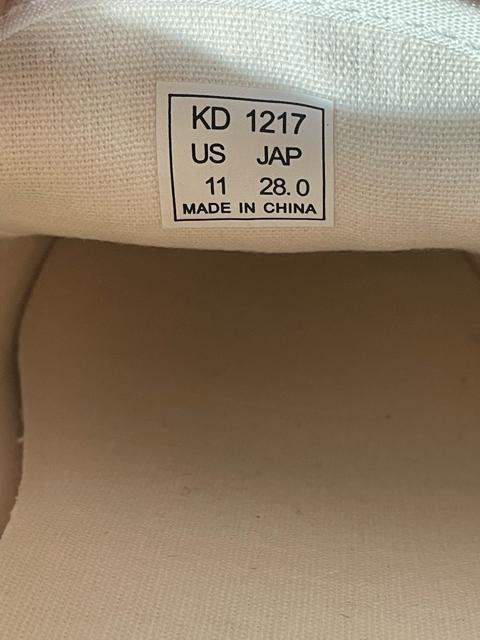 KD 1217
US JAP
11 28.0
MADE IN CHINA